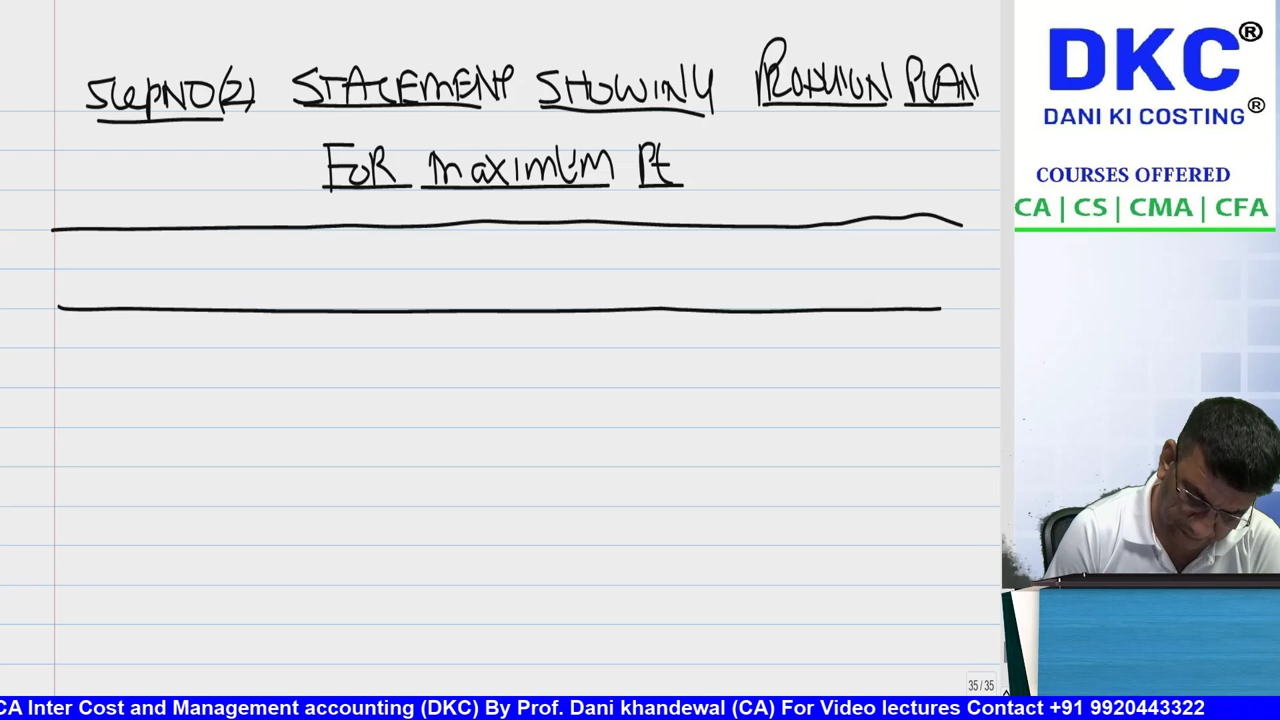 StepNO(2) STATEMENT SHOWING PRODUCTION PLAN
FOR maximum Pt
DKC®
DANI KI COSTING®
COURSES OFFERED
CA | CS | CMA | CFA
35 / 35
CA Inter Cost and Management accounting (DKC) By Prof. Dani khandewal (CA) For Video lectures Contact +91 9920443322